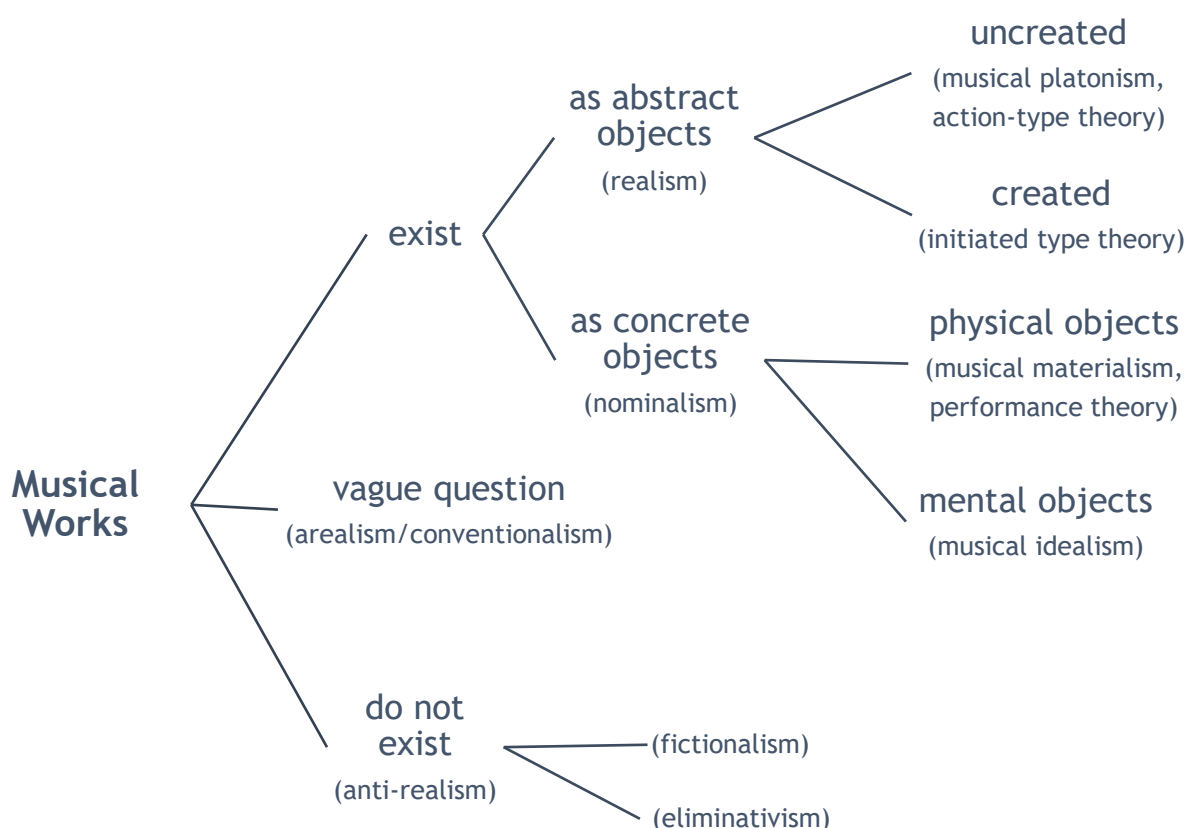 Musical
Works
exist
as abstract
objects
(realism)
uncreated
(musical platonism,
action-type theory)
created
(initiated type theory)
as concrete
objects
(nominalism)
physical objects
(musical materialism,
performance theory)
mental objects
(musical idealism)
vague question
(arealism/conventionalism)
do not
exist
(anti-realism)
(fictionalism)
(eliminativism)